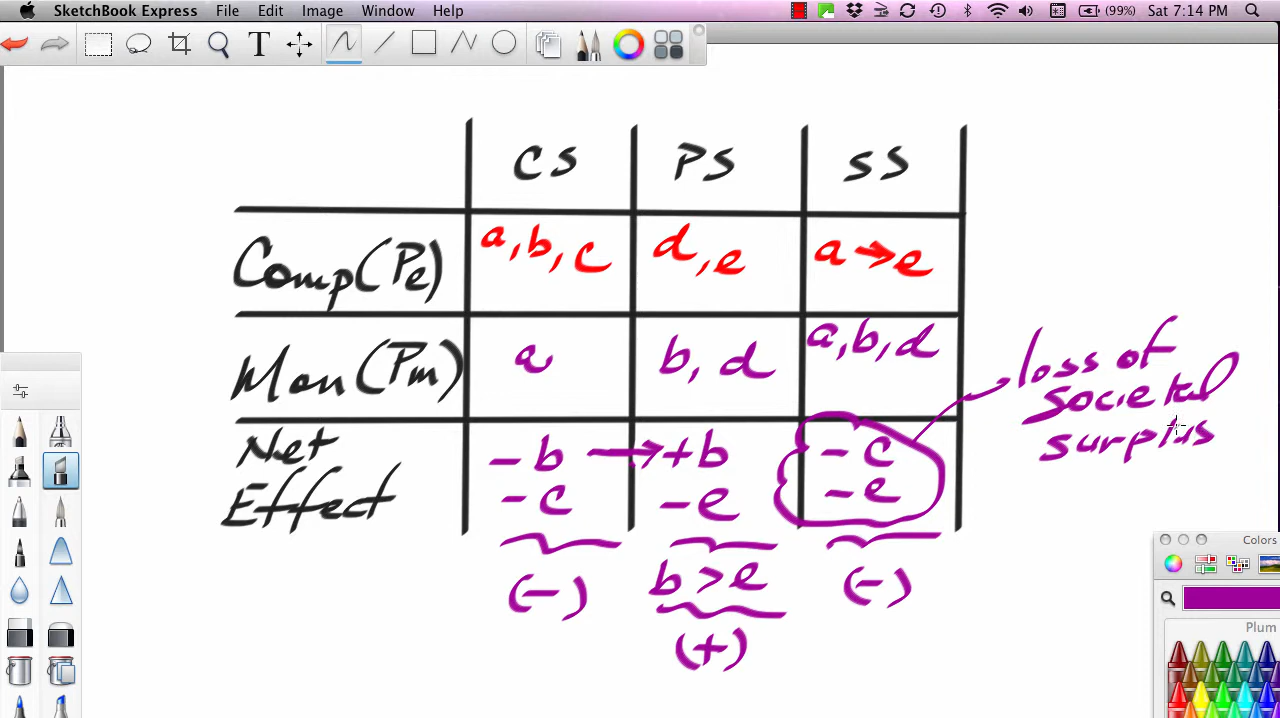 SketchBook Express File Edit Image Window Help (99%) Sat 7:14 PM
T
CS PS SS
Comp(Pe) a,b,c d,e a→e
Mon(Pm) a b, d a,b,d
Net Effect
-b → +b -c
-c -e -e
(-) b>e (-)
(+)
loss of
societal
surplus
Colors
Plum